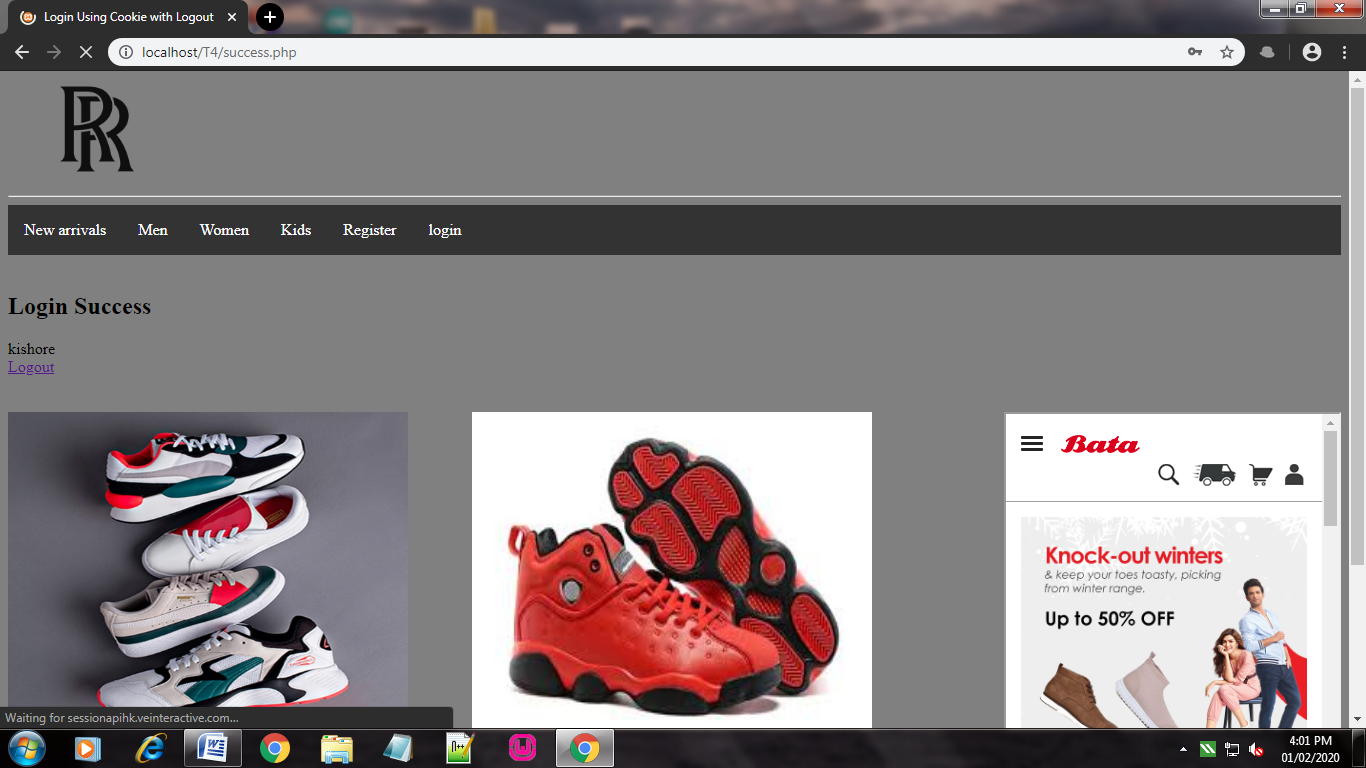 Login Using Cookie with Logout
localhost/T4/success.php
RR
New arrivals Men Women Kids Register login
Login Success
kishore
Logout
Bata
Knock-out winters
& keep your toes toasty, picking
from winter range.
Up to 50% OFF
Waiting for sessionapihk.veinteractive.com...
4:01 PM
01/02/2020